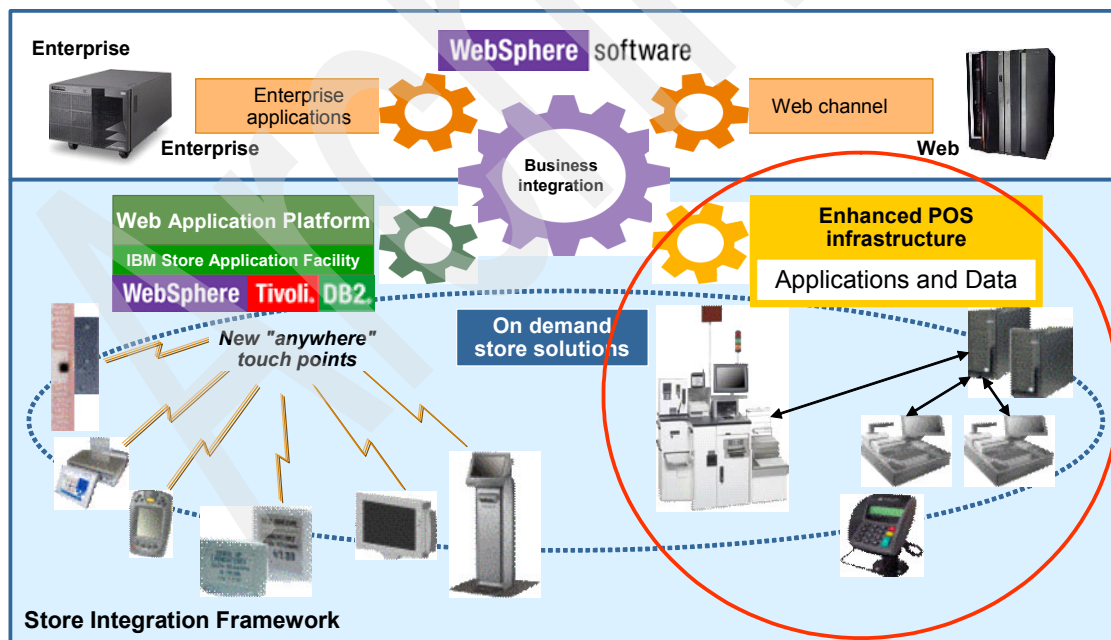 WebSphere software
Enterprise
Enterprise
applications
Web channel
Enterprise
Web
Business
integration
Web Application Platform
IBM Store Application Facility
WebSphere Tivoli. DB2.
Enhanced POS
infrastructure
Applications and Data
On demand
store solutions
New "anywhere"
touch points
Store Integration Framework